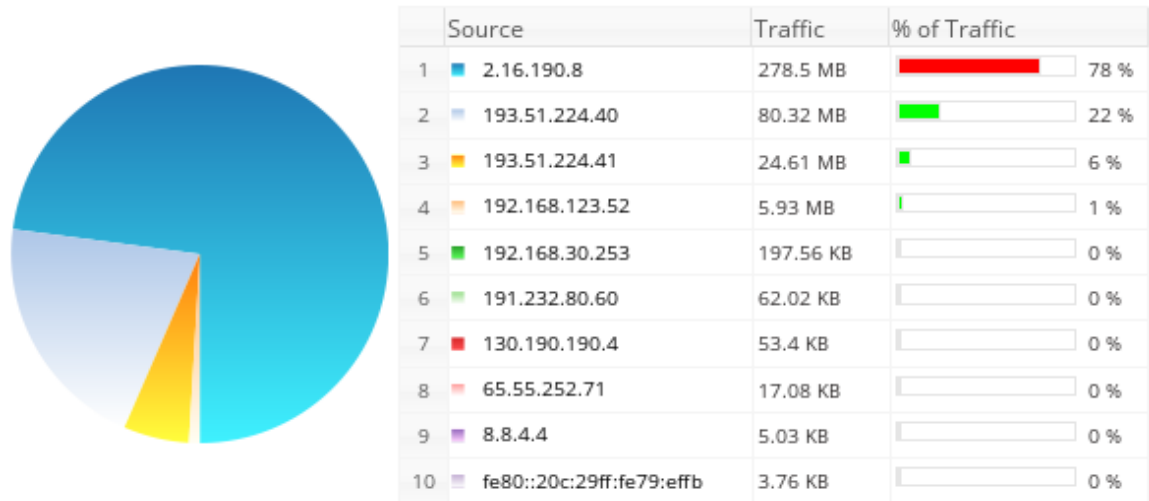 Source Traffic % of Traffic
1 2.16.190.8 278.5 MB 78 %
2 193.51.224.40 80.32 MB 22 %
3 193.51.224.41 24.61 MB 6 %
4 192.168.123.52 5.93 MB 1 %
5 192.168.30.253 197.56 KB 0 %
6 191.232.80.60 62.02 KB 0 %
7 130.190.190.4 53.4 KB 0 %
8 65.55.252.71 17.08 KB 0 %
9 8.8.4.4 5.03 KB 0 %
10 fe80::20c:29ff:fe79:effb 3.76 KB 0 %